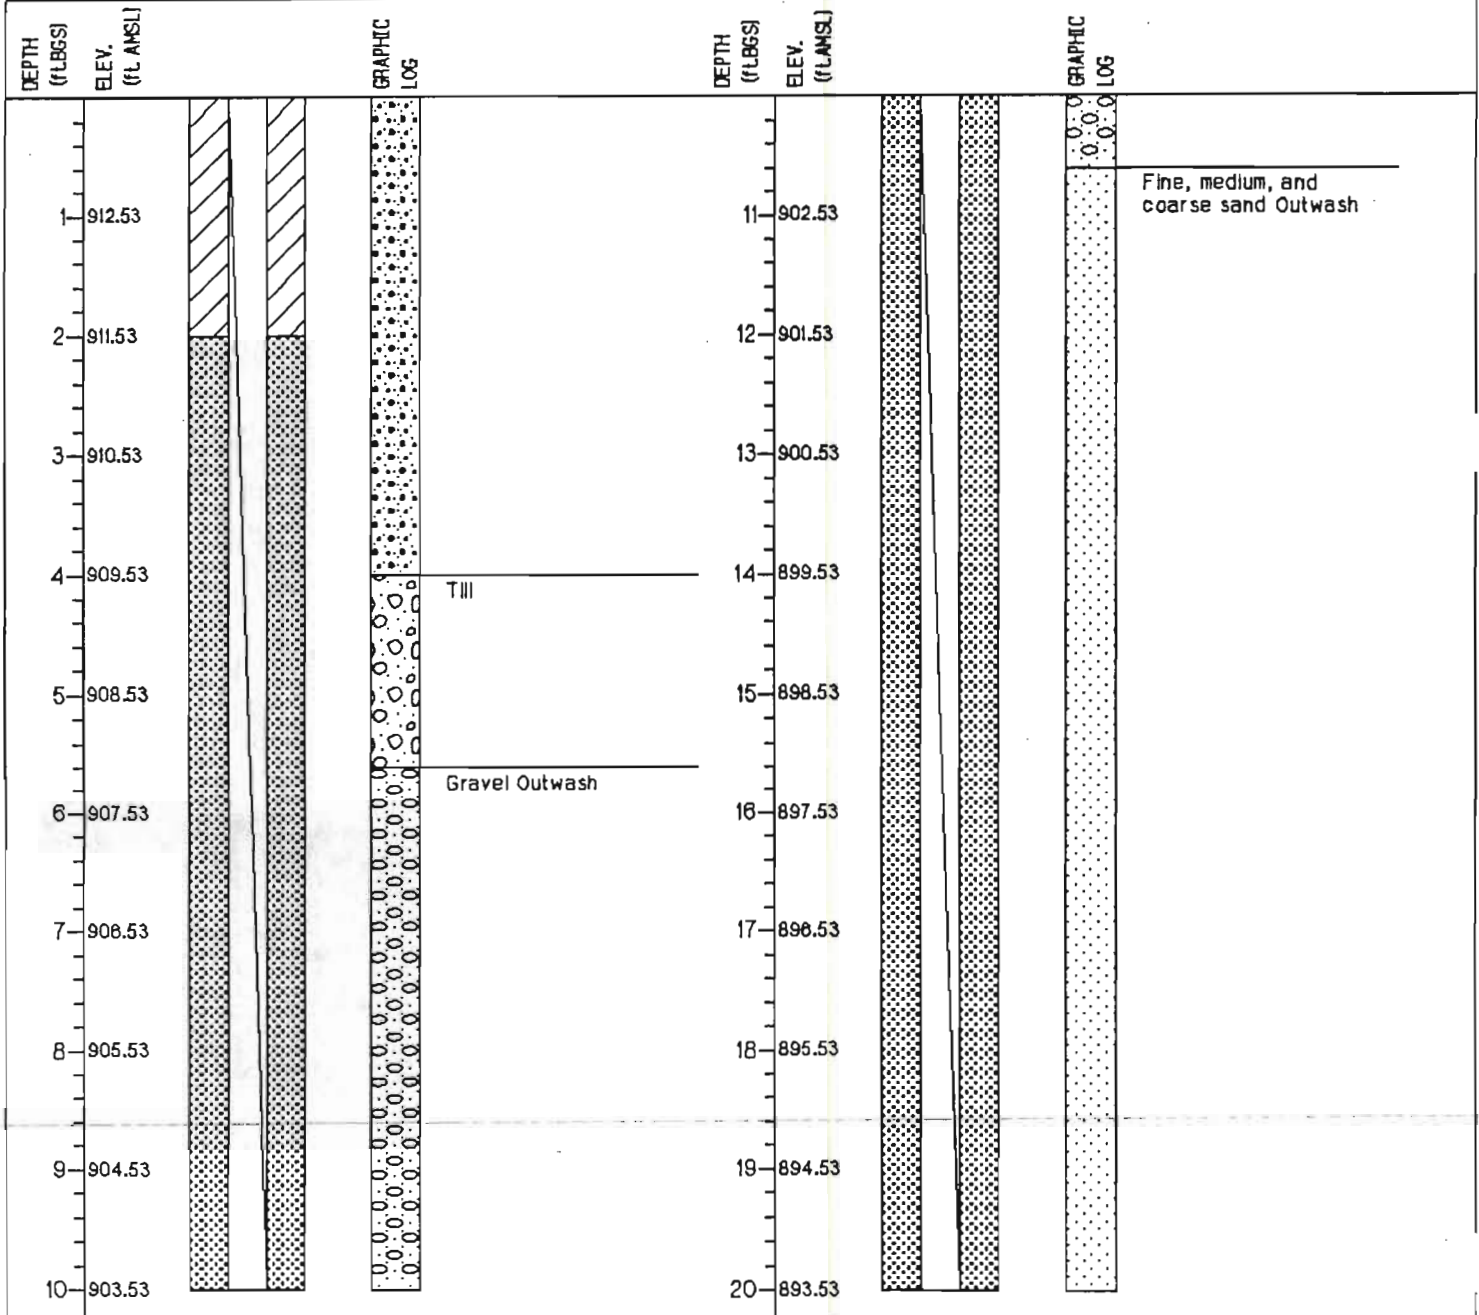 DEPTH
(ft.BGS)
ELEV.
(ft. AMSL)
GRAPHIC
LOG
1 912.53
2 911.53
3 910.53
4 909.53
Till
5 908.53
Gravel Outwash
6 907.53
7 906.53
8 905.53
9 904.53
10 903.53
DEPTH
(ft.BGS)
ELEV.
(ft.AMSL)
GRAPHIC
LOG
Fine, medium, and
coarse sand Outwash
11 902.53
12 901.53
13 900.53
14 899.53
15 898.53
16 897.53
17 896.53
18 895.53
19 894.53
20 893.53